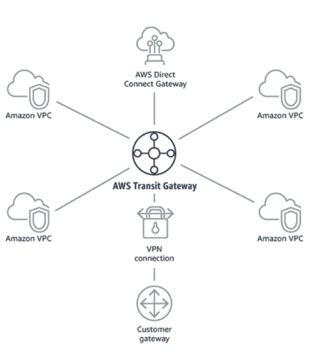 AWS Direct
Connect Gateway
Amazon VPC
Amazon VPC
AWS Transit Gateway
Amazon VPC
Amazon VPC
VPN
connection
Customer
gateway